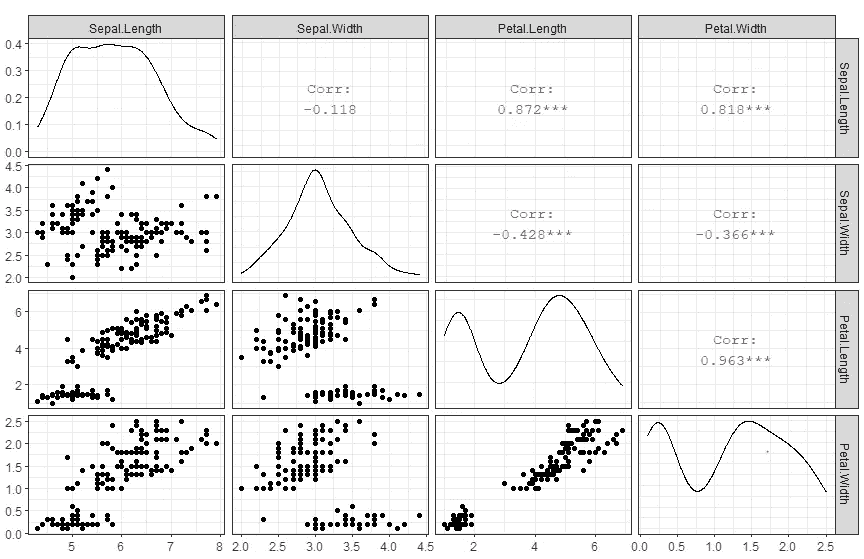 Sepal.Length Sepal.Width Petal.Length Petal.Width
0.4
0.3
0.2
0.1
0.0
Corr:
-0.118
Corr:
0.872***
Corr:
0.818***
Sepal.Length
4.5
4.0
3.5
3.0
2.5
2.0
Corr:
-0.428***
Corr:
-0.366***
Sepal.Width
6
4
2
Corr:
0.963***
Petal.Length
2.5
2.0
1.5
1.0
0.5
0.0
Petal.Width
5 6 7 8 2.0 2.5 3.0 3.5 4.0 4.5 2 4 6 0.0 0.5 1.0 1.5 2.0 2.5